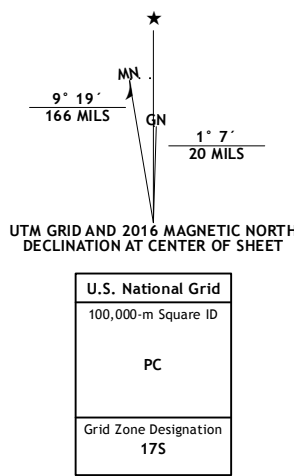 MN
GN
9° 19´
166 MILS
1° 7´
20 MILS
UTM GRID AND 2016 MAGNETIC NORTH
DECLINATION AT CENTER OF SHEET
U.S. National Grid
100,000-m Square ID
PC
Grid Zone Designation
17S